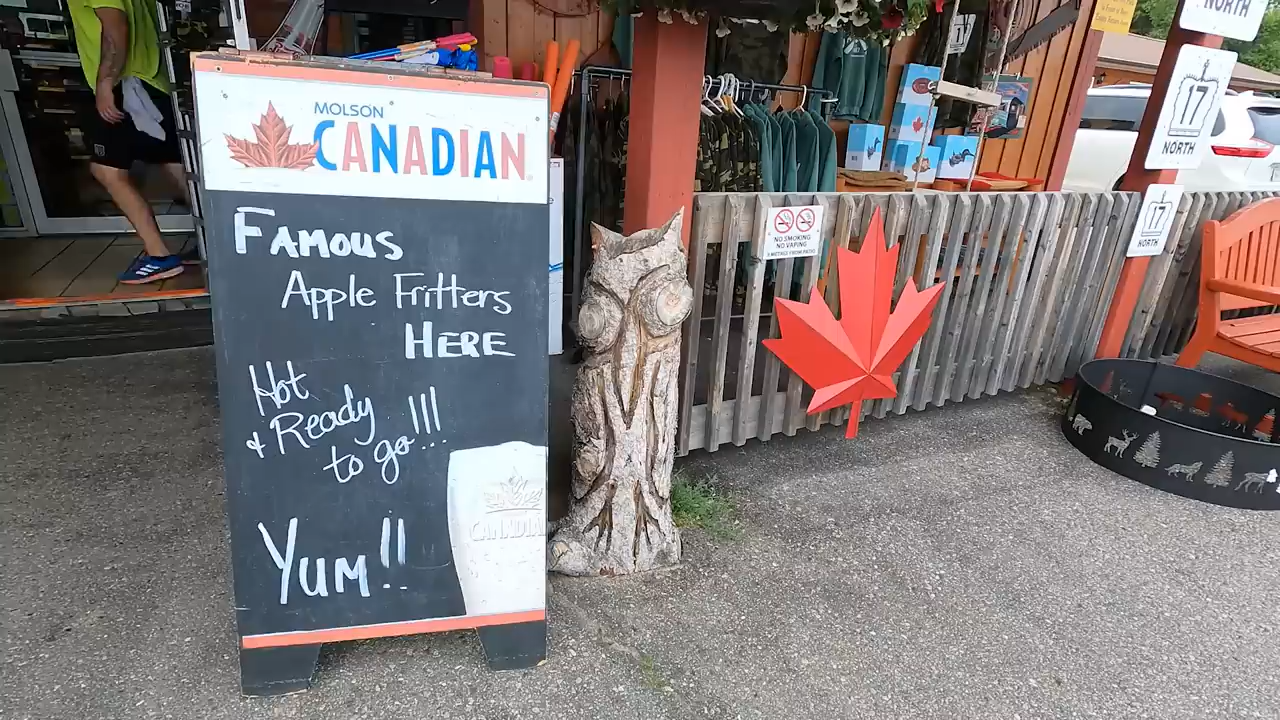 MOLSON
CANADIAN
FAMOUS
Apple Fritters
HERE
Hot
& Ready
to go!!!
YUM!!
CANADIAN
NO SMOKING
NO VAPING
17
NORTH
17
NORTH
NORTH
17